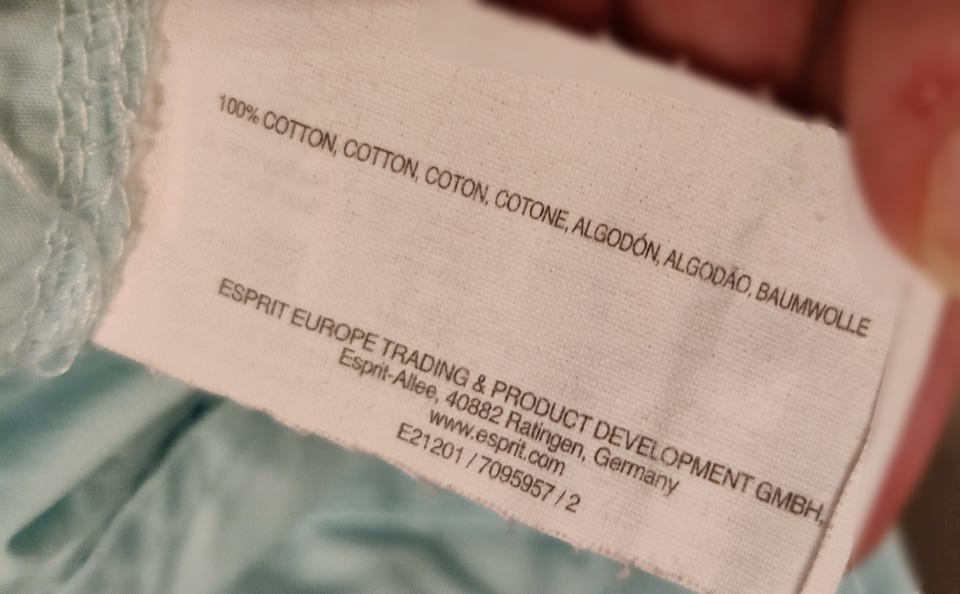 100% COTTON, COTTON, COTON, COTONE, ALGODÓN, ALGODÃO, BAUMWOLLE
ESPRIT EUROPE TRADING & PRODUCT DEVELOPMENT GMBH,
Esprit-Allee, 40882 Ratingen, Germany
www.esprit.com
E21201 / 7095957 / 2